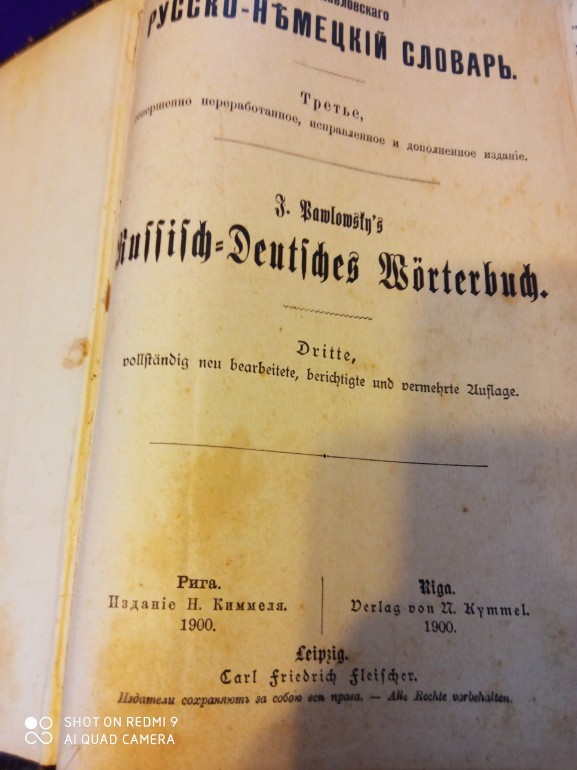 РУССКО-НѢМЕЦКІЙ СЛОВАРЬ.
Третье,
совершенно переработанное, исправленное и дополненное изданіе.
J. Pawlowsky's
Russisch-Deutsches Wörterbuch.
Dritte,
vollständig neu bearbeitete, berichtigte und vermehrte Auflage.
Рига.
Изданіе Н. Киммеля.
1900.
Riga.
Verlag von N. Kymmel.
1900.
Leipzig.
Carl Friedrich Fleischer.
Издатели сохраняютъ за собою всѣ права. — Alle Rechte vorbehalten.
SHOT ON REDMI 9
AI QUAD CAMERA